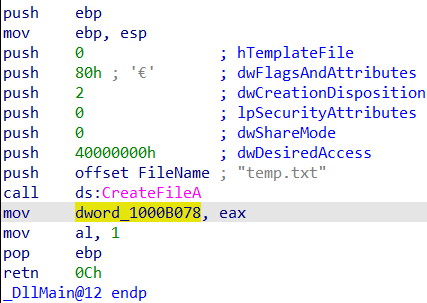 push ebp
mov ebp, esp
push 0 ; hTemplateFile
push 80h ; '€' ; dwFlagsAndAttributes
push 2 ; dwCreationDisposition
push 0 ; lpSecurityAttributes
push 0 ; dwShareMode
push 40000000h ; dwDesiredAccess
push offset FileName ; "temp.txt"
call ds:CreateFileA
mov dword_1000B078, eax
mov al, 1
pop ebp
retn 0Ch
_DllMain@12 endp